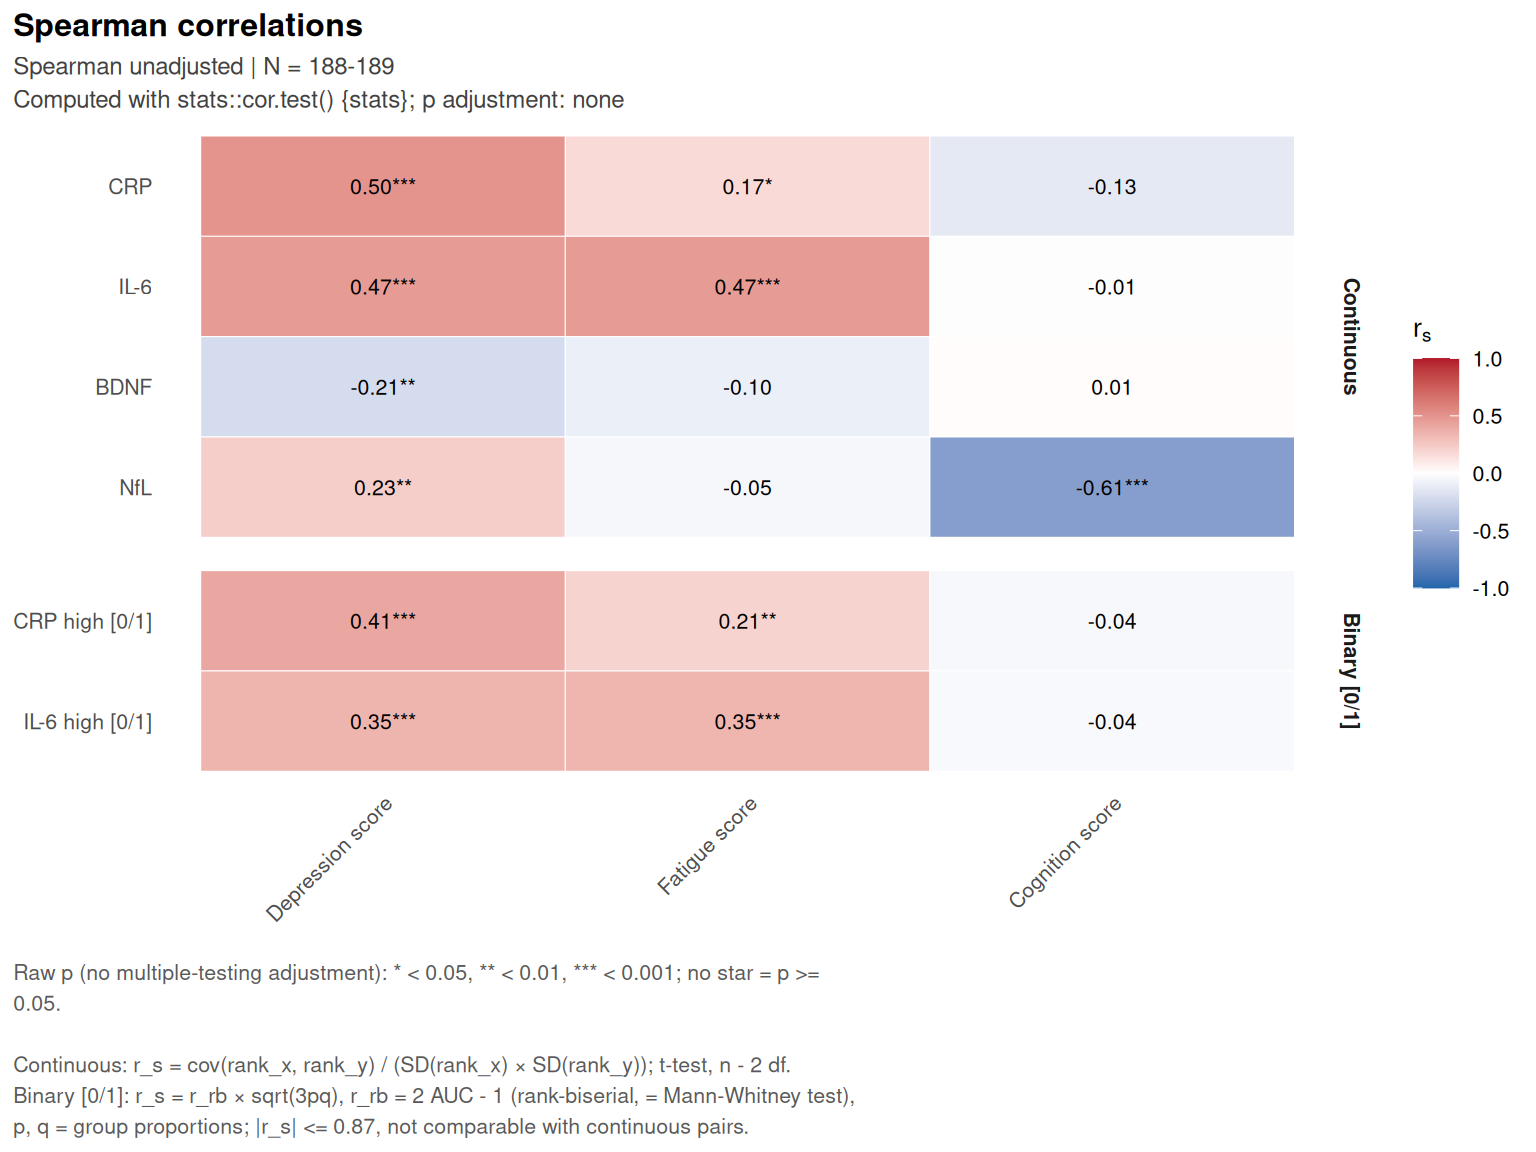 Spearman correlations
Spearman unadjusted | N = 188-189
Computed with stats::cor.test() {stats}; p adjustment: none
CRP 0.50*** 0.17* -0.13
IL-6 0.47*** 0.47*** -0.01
BDNF -0.21** -0.10 0.01
NfL 0.23** -0.05 -0.61***
Continuous
CRP high [0/1] 0.41*** 0.21** -0.04
IL-6 high [0/1] 0.35*** 0.35*** -0.04
Binary [0/1]
Depression score
Fatigue score
Cognition score
rs
1.0
0.5
0.0
-0.5
-1.0
Raw p (no multiple-testing adjustment): * < 0.05, ** < 0.01, *** < 0.001; no star = p >=
0.05.
Continuous: r_s = cov(rank_x, rank_y) / (SD(rank_x) × SD(rank_y)); t-test, n - 2 df.
Binary [0/1]: r_s = r_rb × sqrt(3pq), r_rb = 2 AUC - 1 (rank-biserial, = Mann-Whitney test),
p, q = group proportions; |r_s| <= 0.87, not comparable with continuous pairs.